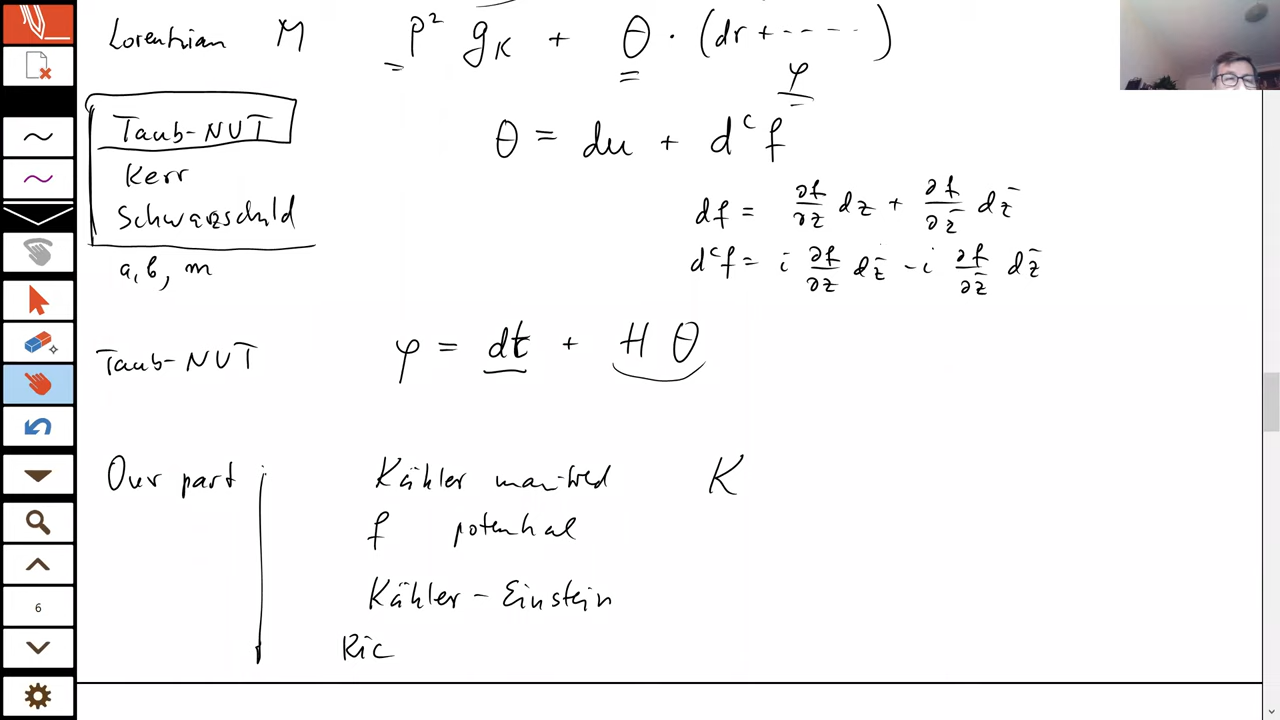 Lorentzian M P² g_K + θ · (dr + ----- )
φ
Taub-NUT
θ = du + d^c f
Kerr
Schwarzschild
df = ∂f/∂z dz + ∂f/∂z̄ dz̄
d^c f = i ∂f/∂z dz̄ - i ∂f/∂z̄ dz̄
a, b, m
Taub-NUT φ = dt + H θ
Our part Kähler manifold K
f potential
Kähler - Einstein
Ric
6